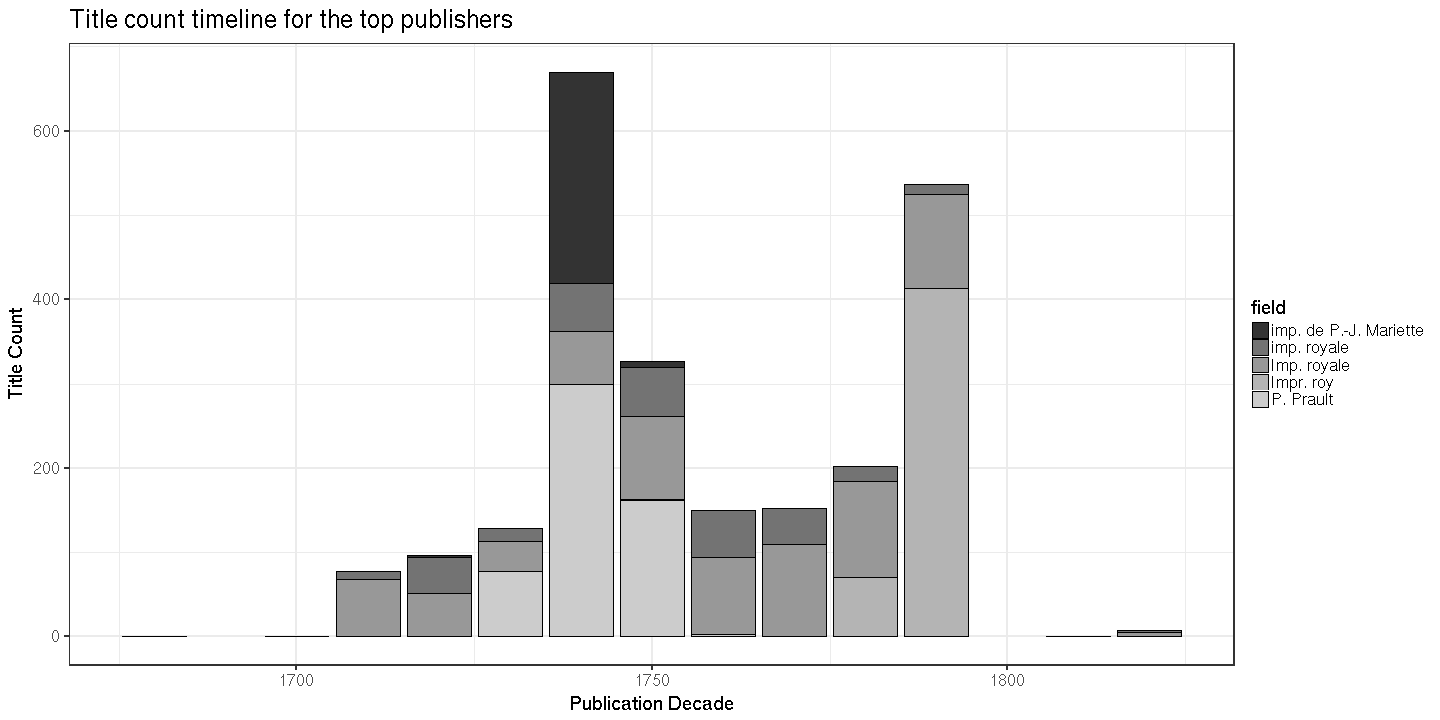 Title count timeline for the top publishers
Title Count
600
400
200
0
1700
1750
1800
Publication Decade
field
imp. de P.-J. Mariette
imp. royale
Imp. royale
Impr. roy
P. Prault